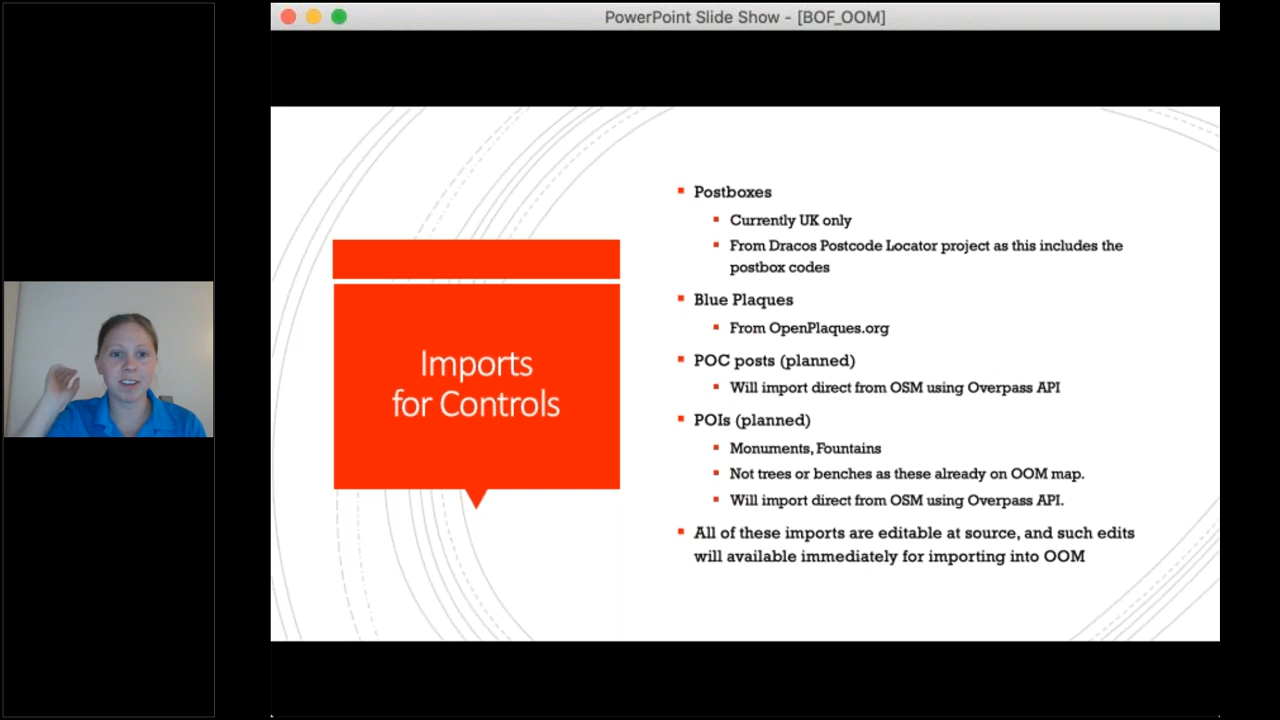 PowerPoint Slide Show - [BOF_OOM]
Imports
for Controls
Postboxes
Currently UK only
From Dracos Postcode Locator project as this includes the
postbox codes
Blue Plaques
From OpenPlaques.org
POC posts (planned)
Will import direct from OSM using Overpass API
POIs (planned)
Monuments, Fountains
Not trees or benches as these already on OOM map.
Will import direct from OSM using Overpass API.
All of these imports are editable at source, and such edits
will available immediately for importing into OOM